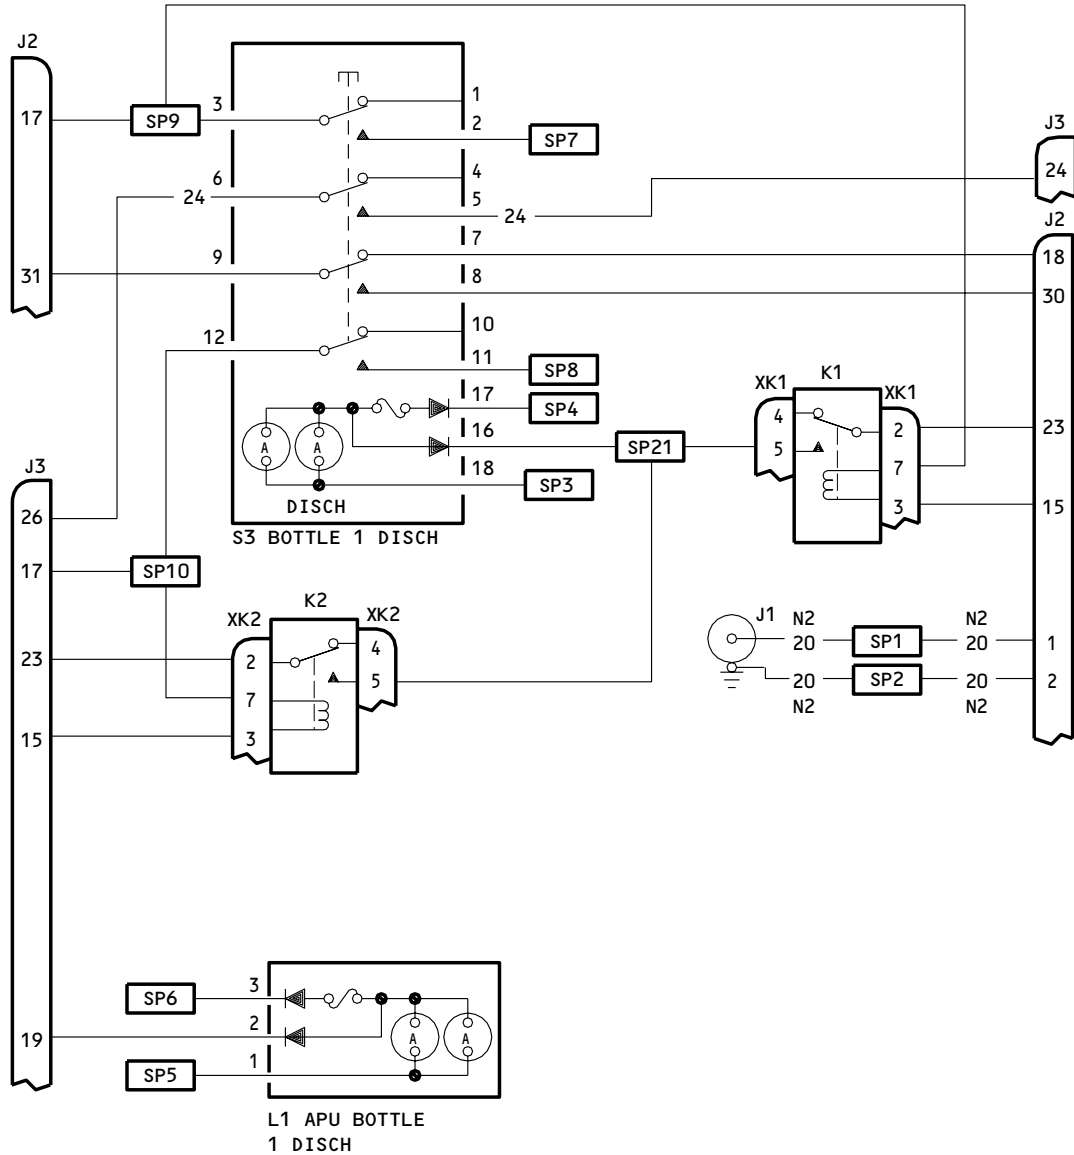 J2
17
SP9
3
1
2
SP7
J3
24
6
24
4
5
24
J2
31
9
7
18
8
30
12
10
11
SP8
17
SP4
16
SP21
18
SP3
A
A
DISCH
S3 BOTTLE 1 DISCH
XK1
K1
XK1
4
5
2
7
3
23
15
J3
26
17
SP10
23
15
XK2
K2
XK2
2
7
3
4
5
J1
N2
20
SP1
N2
20
1
20
N2
SP2
20
N2
2
SP6
3
19
2
SP5
1
A
A
L1 APU BOTTLE
1 DISCH